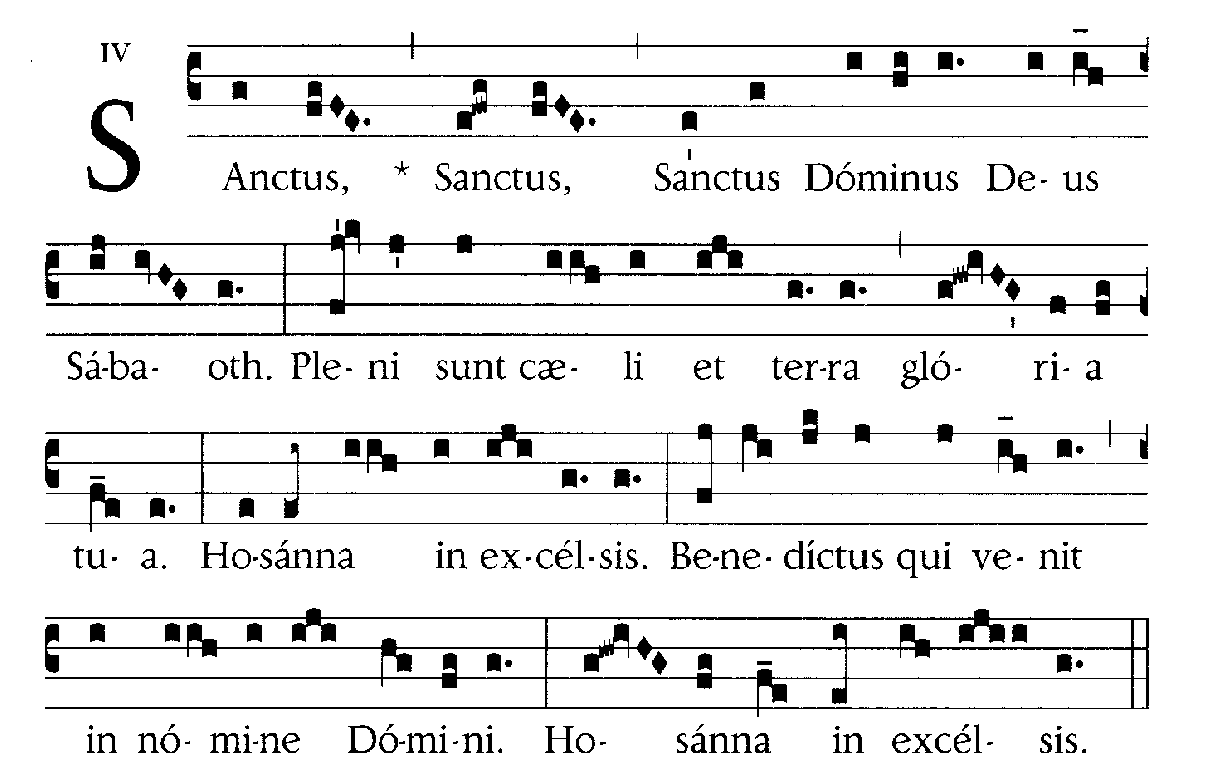 IV
SAnctus, * Sanctus, Sanctus Dóminus De- us
Sá-ba- oth. Ple- ni sunt cæ- li et ter-ra gló- ri- a
tu- a. Ho-sánna in ex-cél-sis. Be-ne-díctus qui ve- nit
in nó- mi-ne Dó-mi-ni. Ho- sánna in excél- sis.